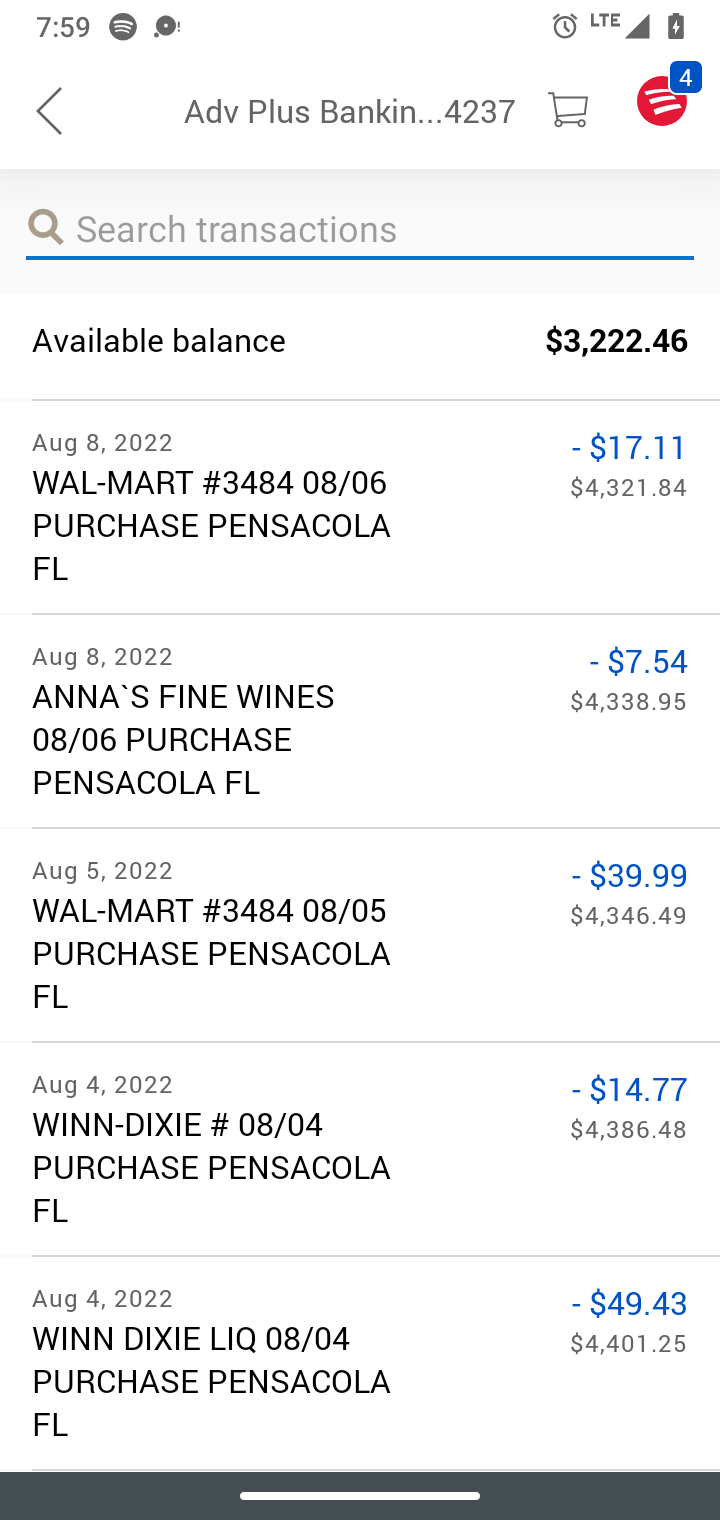 7:59
LTE
Adv Plus Bankin...4237
4
Search transactions
Available balance
$3,222.46
Aug 8, 2022
- $17.11
WAL-MART #3484 08/06
$4,321.84
PURCHASE PENSACOLA
FL
Aug 8, 2022
- $7.54
ANNA`S FINE WINES
$4,338.95
08/06 PURCHASE
PENSACOLA FL
Aug 5, 2022
- $39.99
WAL-MART #3484 08/05
$4,346.49
PURCHASE PENSACOLA
FL
Aug 4, 2022
- $14.77
WINN-DIXIE # 08/04
$4,386.48
PURCHASE PENSACOLA
FL
Aug 4, 2022
- $49.43
WINN DIXIE LIQ 08/04
$4,401.25
PURCHASE PENSACOLA
FL